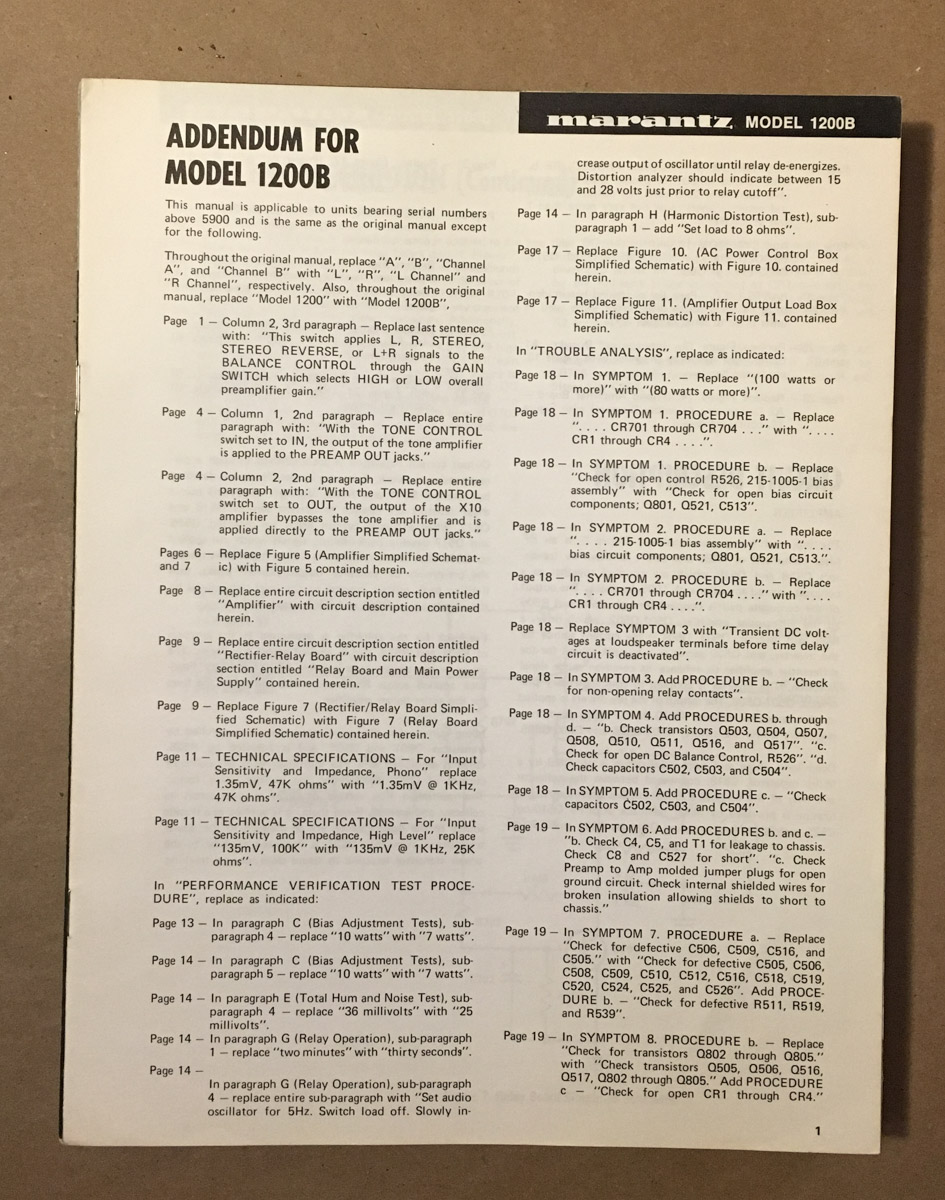 marantz MODEL 1200B
ADDENDUM FOR
MODEL 1200B
This manual is applicable to units bearing serial numbers
above 5900 and is the same as the original manual except
for the following.
Throughout the original manual, replace "A", "B", "Channel
A", and "Channel B" with "L", "R", "L Channel" and
"R Channel", respectively. Also, throughout the original
manual, replace "Model 1200" with "Model 1200B",
Page 1 – Column 2, 3rd paragraph – Replace last sentence
with: "This switch applies L, R, STEREO,
STEREO REVERSE, or L+R signals to the
BALANCE CONTROL through the GAIN
SWITCH which selects HIGH or LOW overall
preamplifier gain."
Page 4 – Column 1, 2nd paragraph – Replace entire
paragraph with: "With the TONE CONTROL
switch set to IN, the output of the tone amplifier
is applied to the PREAMP OUT jacks."
Page 4 – Column 2, 2nd paragraph – Replace entire
paragraph with: "With the TONE CONTROL
switch set to OUT, the output of the X10
amplifier bypasses the tone amplifier and is
applied directly to the PREAMP OUT jacks."
Pages 6 – Replace Figure 5 (Amplifier Simplified Schemat-
and 7 ic) with Figure 5 contained herein.
Page 8 – Replace entire circuit description section entitled
"Amplifier" with circuit description contained
herein.
Page 9 – Replace entire circuit description section entitled
"Rectifier-Relay Board" with circuit description
section entitled "Relay Board and Main Power
Supply" contained herein.
Page 9 – Replace Figure 7 (Rectifier/Relay Board Simpli-
fied Schematic) with Figure 7 (Relay Board
Simplified Schematic) contained herein.
Page 11 – TECHNICAL SPECIFICATIONS – For "Input
Sensitivity and Impedance, Phono" replace
1.35mV, 47K ohms" with "1.35mV @ 1KHz,
47K ohms".
Page 11 – TECHNICAL SPECIFICATIONS – For "Input
Sensitivity and Impedance, High Level" replace
"135mV, 100K" with "135mV @ 1KHz, 25K
ohms".
In "PERFORMANCE VERIFICATION TEST PROCE-
DURE", replace as indicated:
Page 13 – In paragraph C (Bias Adjustment Tests), sub-
paragraph 4 – replace "10 watts" with "7 watts".
Page 14 – In paragraph C (Bias Adjustment Tests), sub-
paragraph 5 – replace "10 watts" with "7 watts".
Page 14 – In paragraph E (Total Hum and Noise Test), sub-
paragraph 4 – replace "36 millivolts" with "25
millivolts".
Page 14 – In paragraph G (Relay Operation), sub-paragraph
1 – replace "two minutes" with "thirty seconds".
Page 14 –
In paragraph G (Relay Operation), sub-paragraph
4 – replace entire sub-paragraph with "Set audio
oscillator for 5Hz. Switch load off. Slowly in-
crease output of oscillator until relay de-energizes.
Distortion analyzer should indicate between 15
and 28 volts just prior to relay cutoff".
Page 14 – In paragraph H (Harmonic Distortion Test), sub-
paragraph 1 – add "Set load to 8 ohms".
Page 17 – Replace Figure 10. (AC Power Control Box
Simplified Schematic) with Figure 10. contained
herein.
Page 17 – Replace Figure 11. (Amplifier Output Load Box
Simplified Schematic) with Figure 11. contained
herein.
In "TROUBLE ANALYSIS", replace as indicated:
Page 18 – In SYMPTOM 1. – Replace "(100 watts or
more)" with "(80 watts or more)".
Page 18 – In SYMPTOM 1. PROCEDURE a. – Replace
". . . . CR701 through CR704 . . ." with ". . . .
CR1 through CR4 . . . .".
Page 18 – In SYMPTOM 1. PROCEDURE b. – Replace
"Check for open control R526, 215-1005-1 bias
assembly" with "Check for open bias circuit
components; Q801, Q521, C513".
Page 18 – In SYMPTOM 2. PROCEDURE a. – Replace
". . . . 215-1005-1 bias assembly" with ". . . .
bias circuit components; Q801, Q521, C513.".
Page 18 – In SYMPTOM 2. PROCEDURE b. – Replace
". . . . CR701 through CR704 . . . ." with ". . . .
CR1 through CR4 . . . .".
Page 18 – Replace SYMPTOM 3 with "Transient DC volt-
ages at loudspeaker terminals before time delay
circuit is deactivated".
Page 18 – In SYMPTOM 3. Add PROCEDURE b. – "Check
for non-opening relay contacts".
Page 18 – In SYMPTOM 4. Add PROCEDURES b. through
d. – "b. Check transistors Q503, Q504, Q507,
Q508, Q510, Q511, Q516, and Q517". "c.
Check for open DC Balance Control, R526". "d.
Check capacitors C502, C503, and C504".
Page 18 – In SYMPTOM 5. Add PROCEDURE c. – "Check
capacitors C502, C503, and C504".
Page 19 – In SYMPTOM 6. Add PROCEDURES b. and c. –
"b. Check C4, C5, and T1 for leakage to chassis.
Check C8 and C527 for short". "c. Check
Preamp to Amp molded jumper plugs for open
ground circuit. Check internal shielded wires for
broken insulation allowing shields to short to
chassis."
Page 19 – In SYMPTOM 7. PROCEDURE a. – Replace
"Check for defective C506, C509, C516, and
C505." with "Check for defective C505, C506,
C508, C509, C510, C512, C516, C518, C519,
C520, C524, C525, and C526". Add PROCE-
DURE b. – "Check for defective R511, R519,
and R539".
Page 19 – In SYMPTOM 8. PROCEDURE b. – Replace
"Check for transistors Q802 through Q805."
with "Check transistors Q505, Q506, Q516,
Q517, Q802 through Q805." Add PROCEDURE
c – "Check for open CR1 through CR4."
1